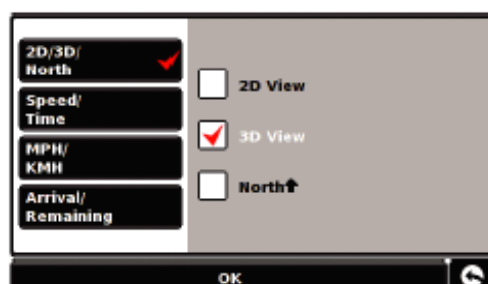 2D/3D/
North
Speed/
Time
MPH/
KMH
Arrival/
Remaining
2D View
3D View
North⬆
OK